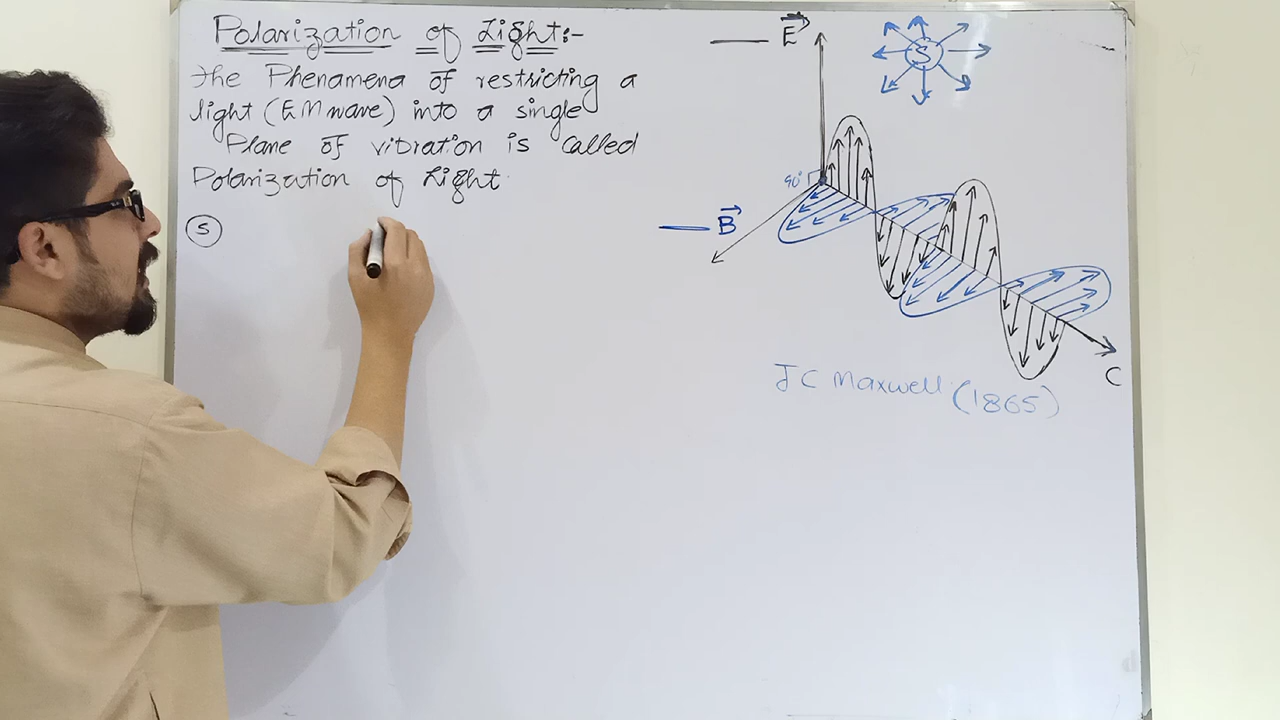 Polarization of Light:-
The Phenamena of restricting a
light (EM wave) into a single
Plane of vibration is called
Polarization of Light.
S
E
S
90°
B
C
J C Maxwell (1865)